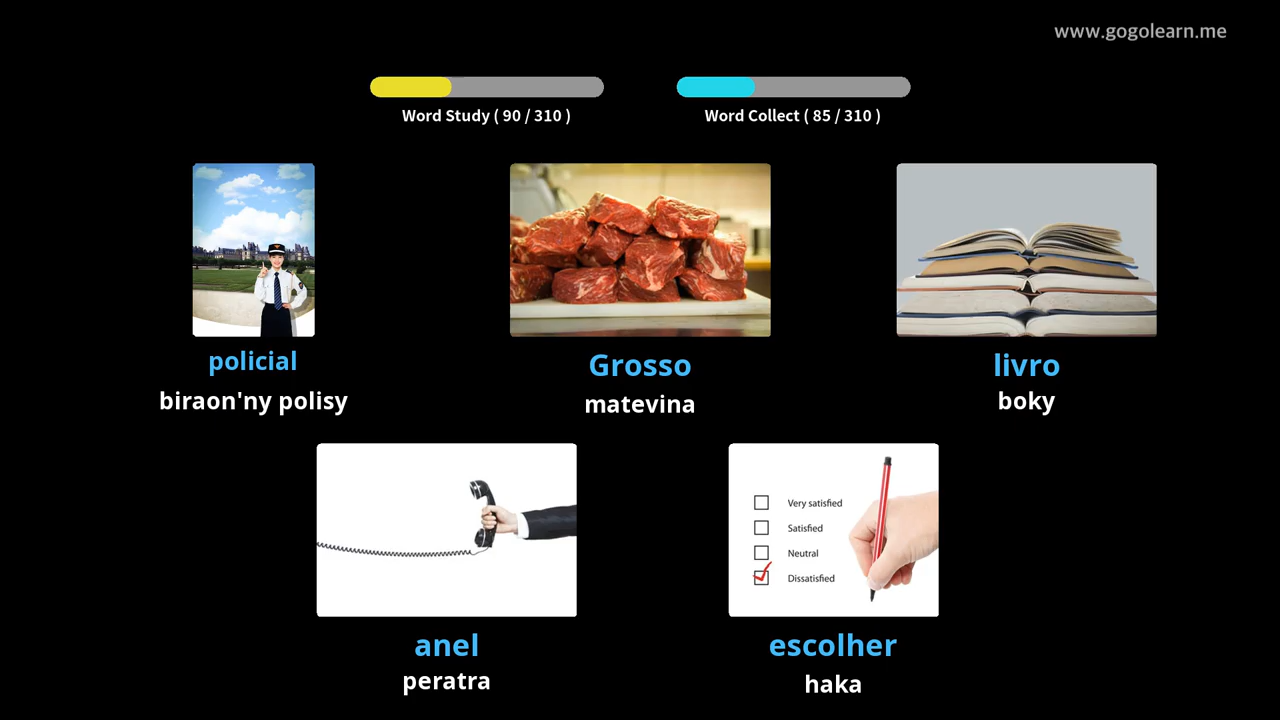 www.gogolearn.me
Word Study ( 90 / 310 )
Word Collect ( 85 / 310 )
policial
biraon'ny polisy
Grosso
matevina
livro
boky
anel
peratra
Very satisfied
Satisfied
Neutral
Dissatisfied
escolher
haka